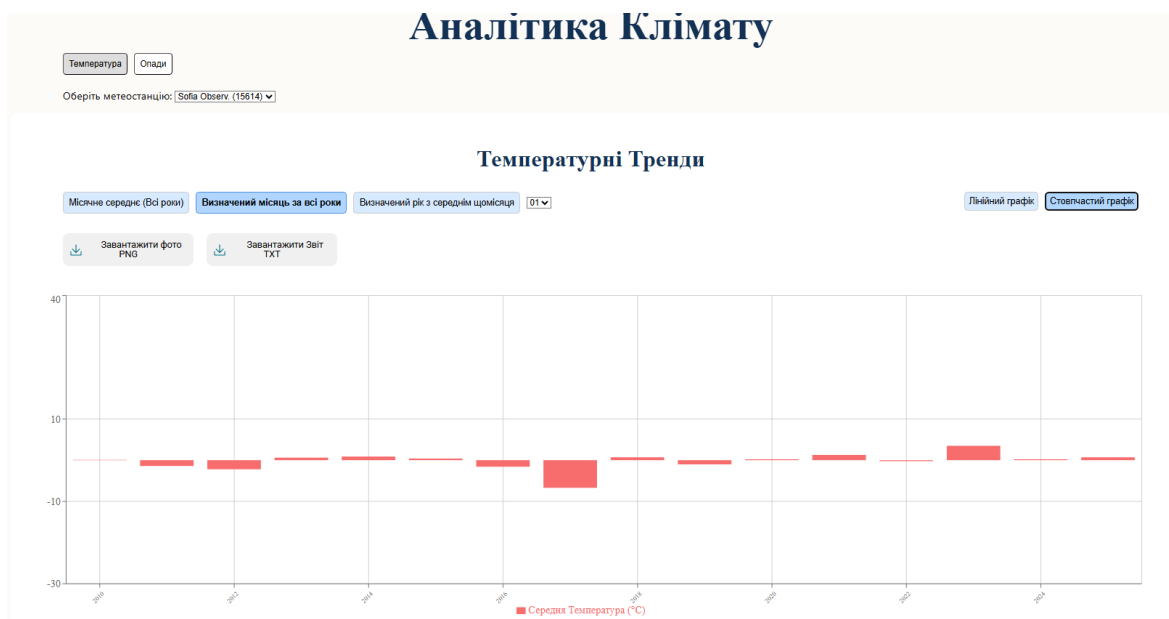 Аналітика Клімату
Температура Опади
Оберіть метеостанцію: Sofia Observ. (15614)
Температурні Тренди
Місячне середнє (Всі роки) Визначений місяць за всі роки Визначений рік з середнім щомісяця 01 Лінійний графік Стовпчастий графік
Завантажити фото PNG
Завантажити Звіт TXT
40
10
-10
-30
2010 2012 2014 2016 2018 2020 2022 2024
Середня Температура (°C)